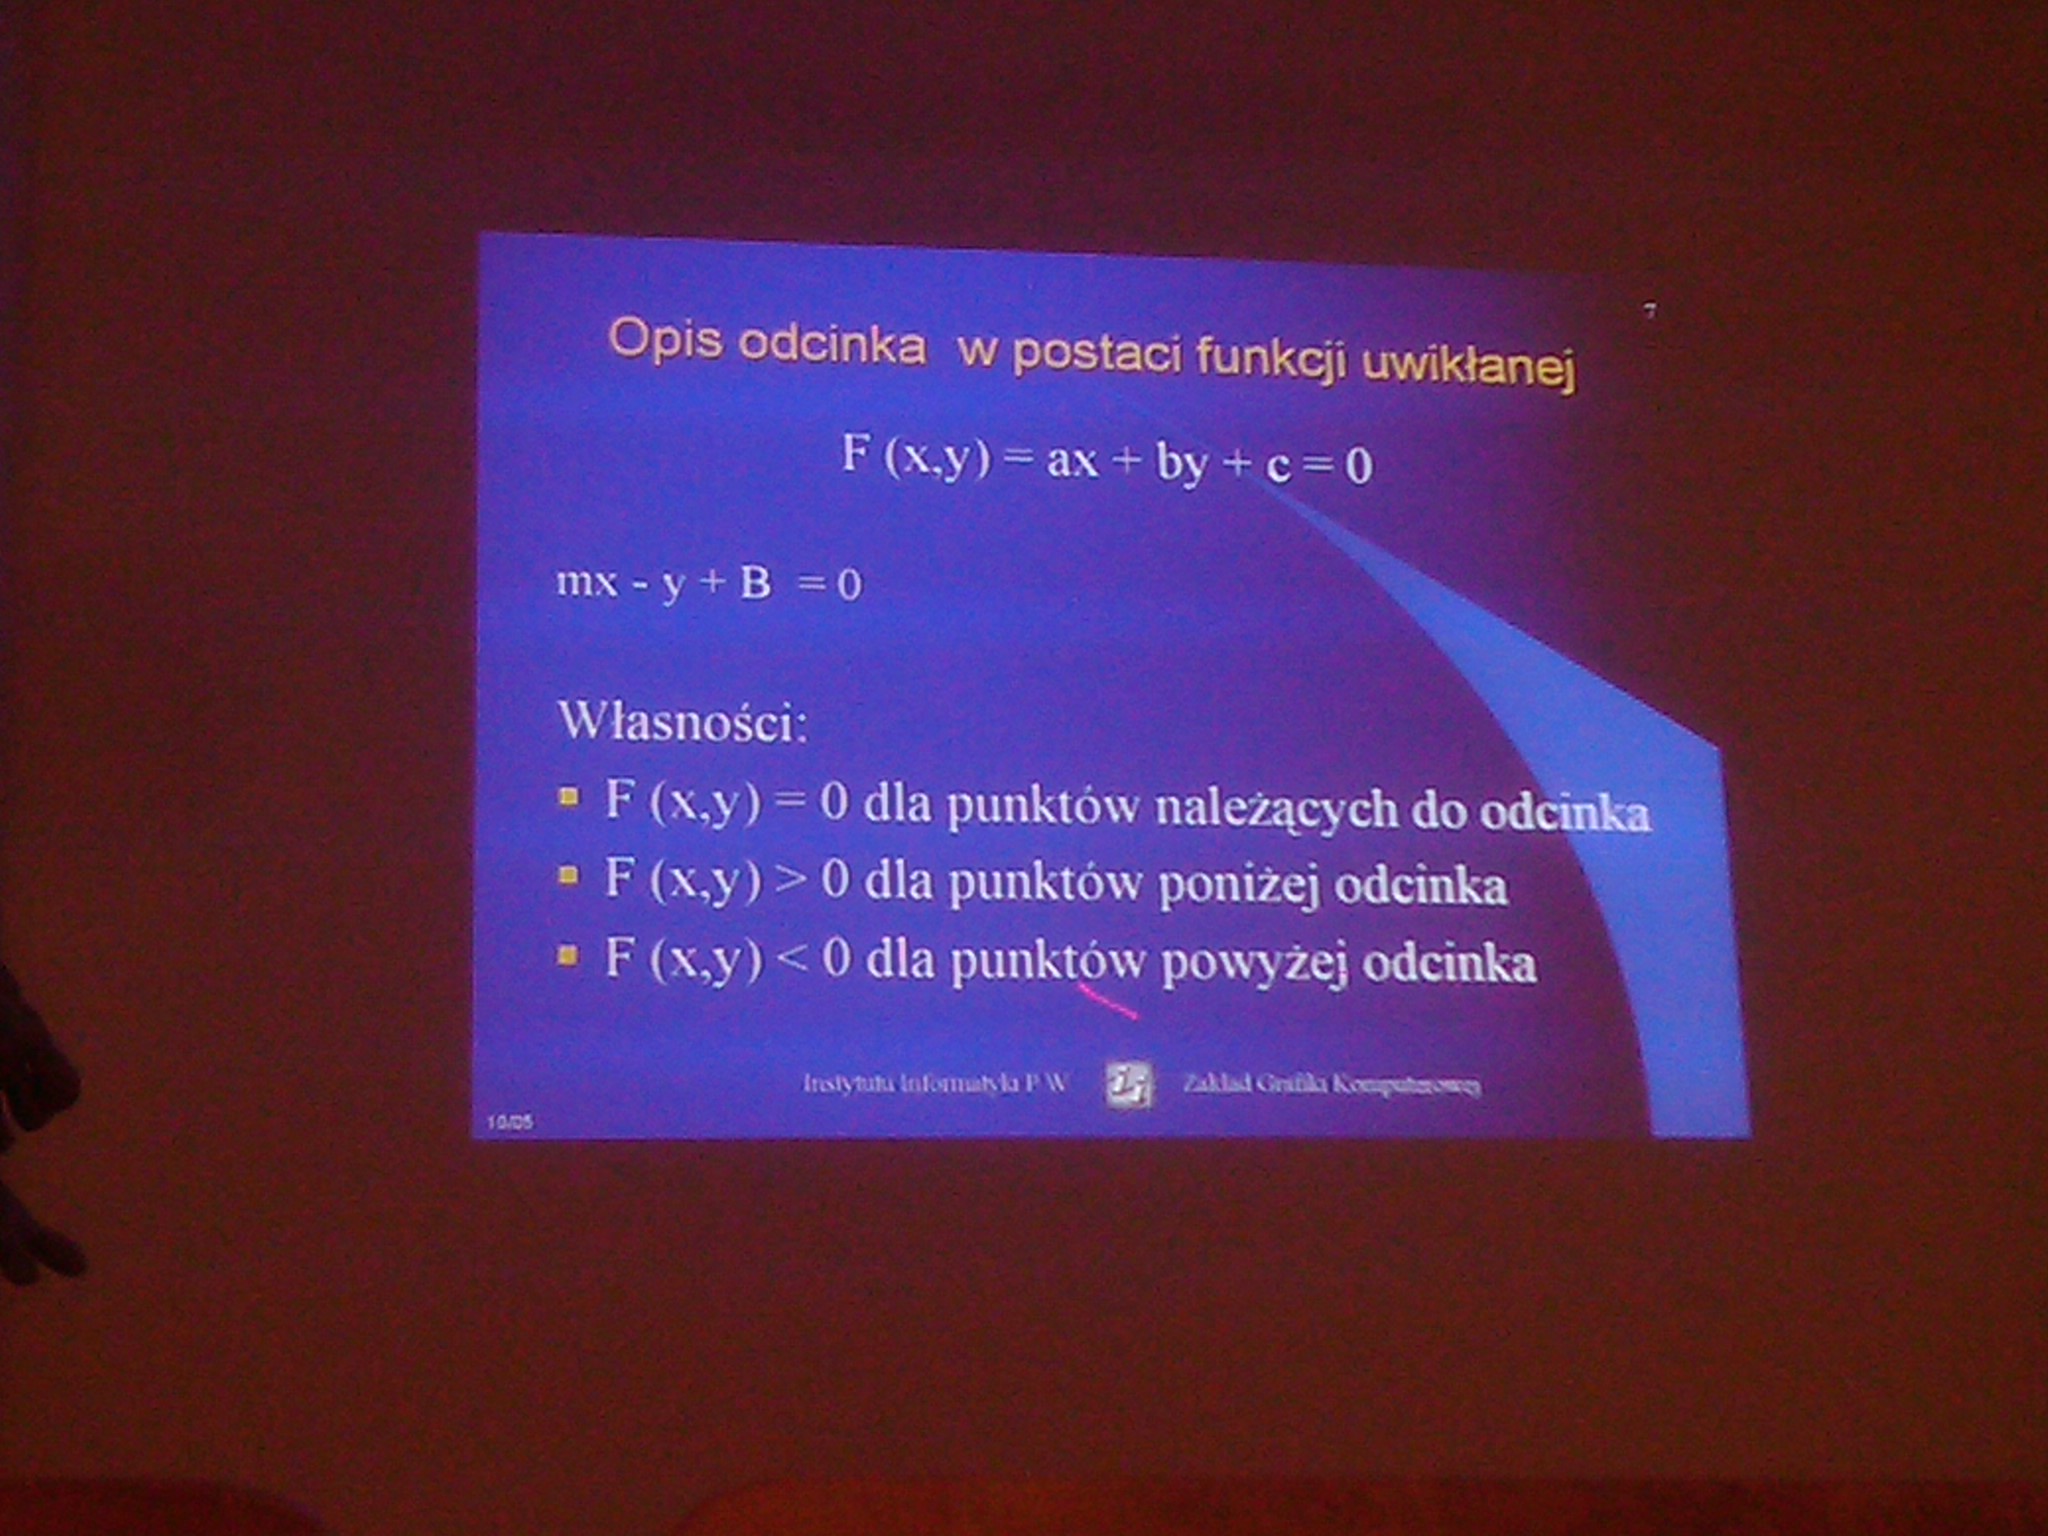 7
Opis odcinka w postaci funkcji uwikłanej
F (x,y) = ax + by + c = 0
mx - y + B = 0
Własności:
F (x,y) = 0 dla punktów należących do odcinka
F (x,y) > 0 dla punktów poniżej odcinka
F (x,y) < 0 dla punktów powyżej odcinka
Instytutu Informatyki P W Zakład Grafiki Komputerowej
10/05